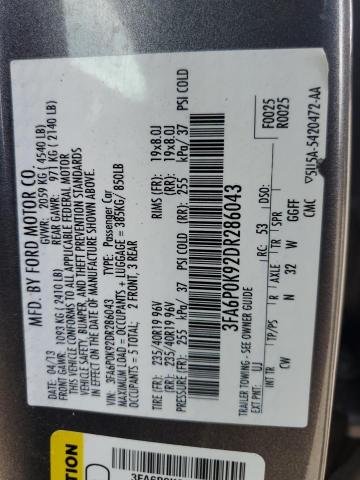 MFD. BY FORD MOTOR CO.
04/13 GVWR: 2059 KG ( 4540 LB)
FRONT GAWR: 1093 KG (2410 LB) REAR GAWR: 971 KG ( 2140 LB)
THIS VEHICLE CONFORMS TO ALL APPLICABLE FEDERAL MOTOR
VEHICLE SAFETY, BUMPER, AND THEFT PREVENTION STANDARDS
IN EFFECT ON THE DATE OF MANUFACTURE SHOWN ABOVE.
VIN: 3FA6P0K92DR286043 TYPE: Passenger Car
MAXIMUM LOAD = OCCUPANTS + LUGGAGE = 385KG/ 850LB
OCCUPANTS: 5 TOTAL: 2 FRONT, 3 REAR
TIRE (FR): 235/40R19 96V RIMS (FR): 19x8.0J
TIRE (RR): 235/40R19 96V RIMS (RR): 19x8.0J
PRESSURE (FR): 255 kPa/ 37 PSI COLD
(RR): 255 kPa/ 37 PSI COLD
3FA6P0K92DR286043
F0025
R0025
TRAILER TOWING - SEE OWNER GUIDE
EXT PNT: UJ RC: 53 DSO:
WB INT TR TP/PS R AXLE TR SPR
CW N 32 W GGFF
CMC ▽5U5A-5420472-AA